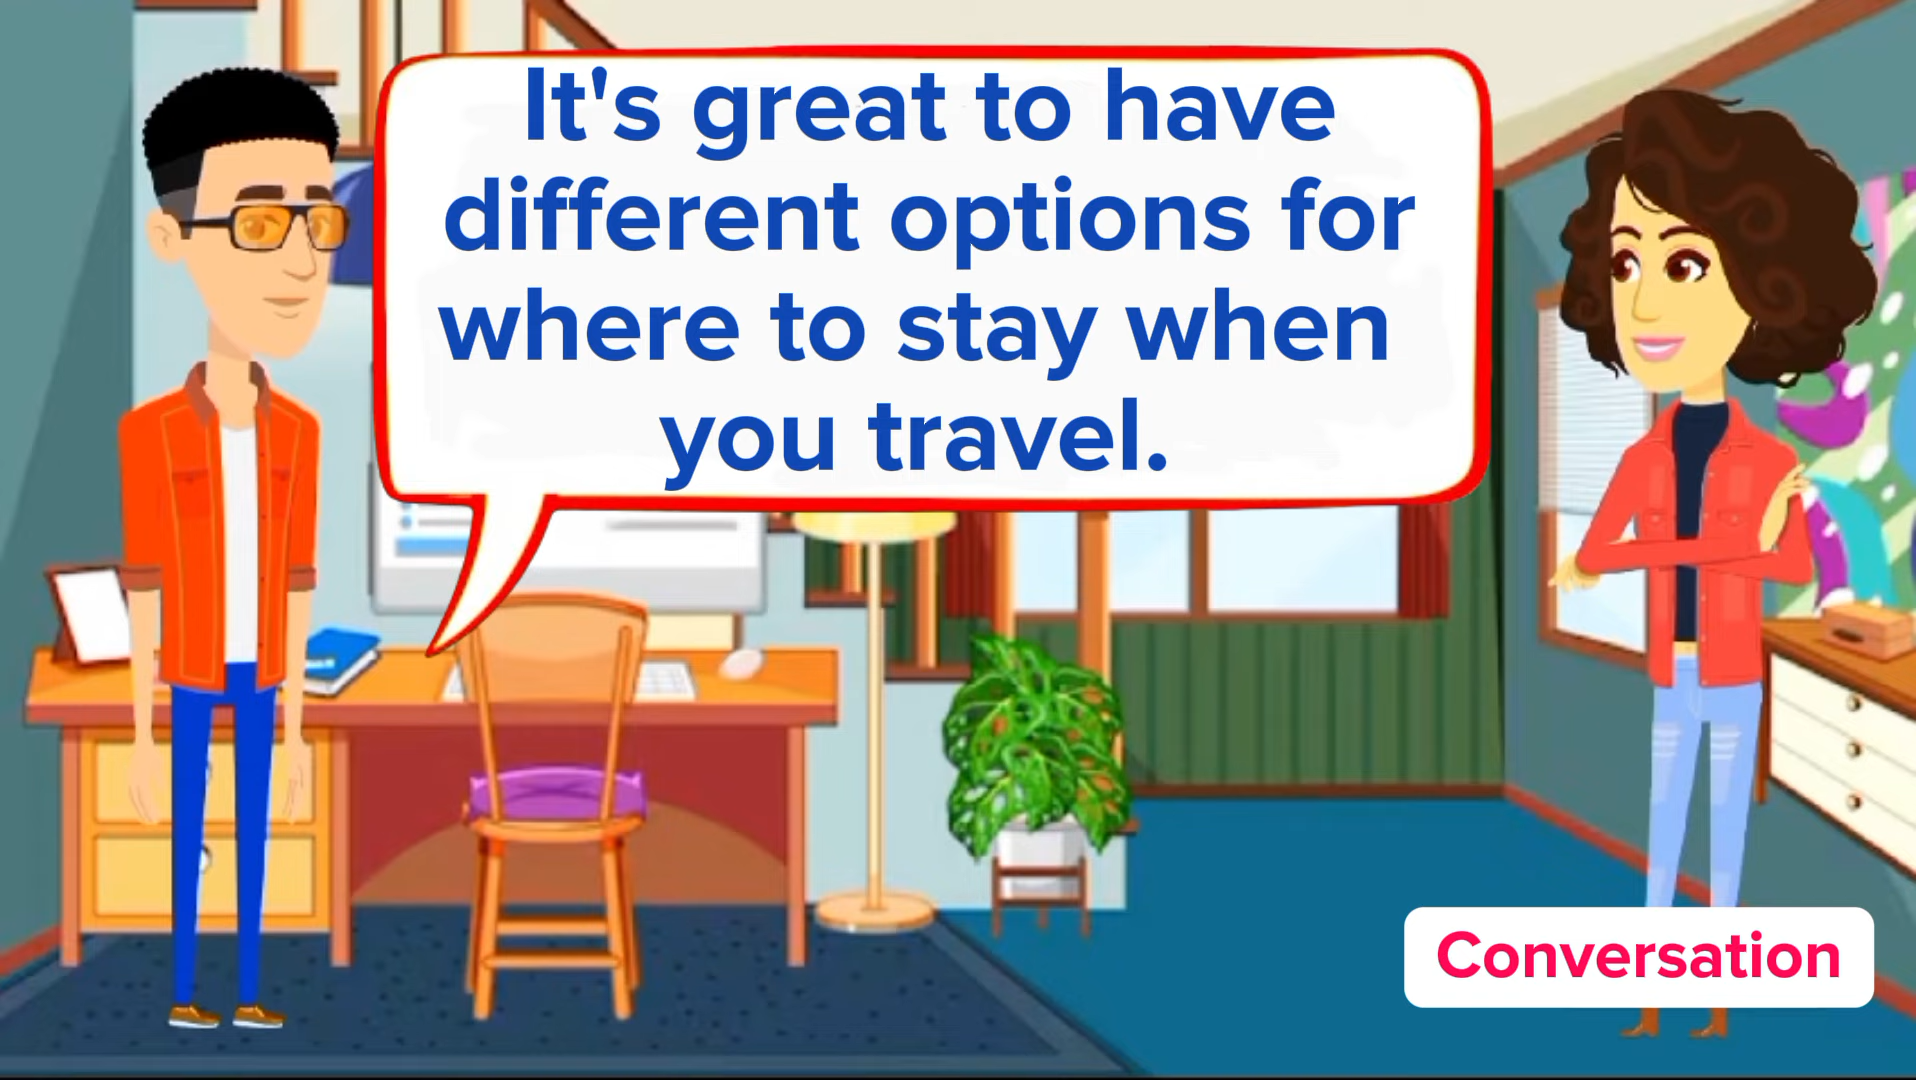 It's great to have
different options for
where to stay when
you travel.
Conversation